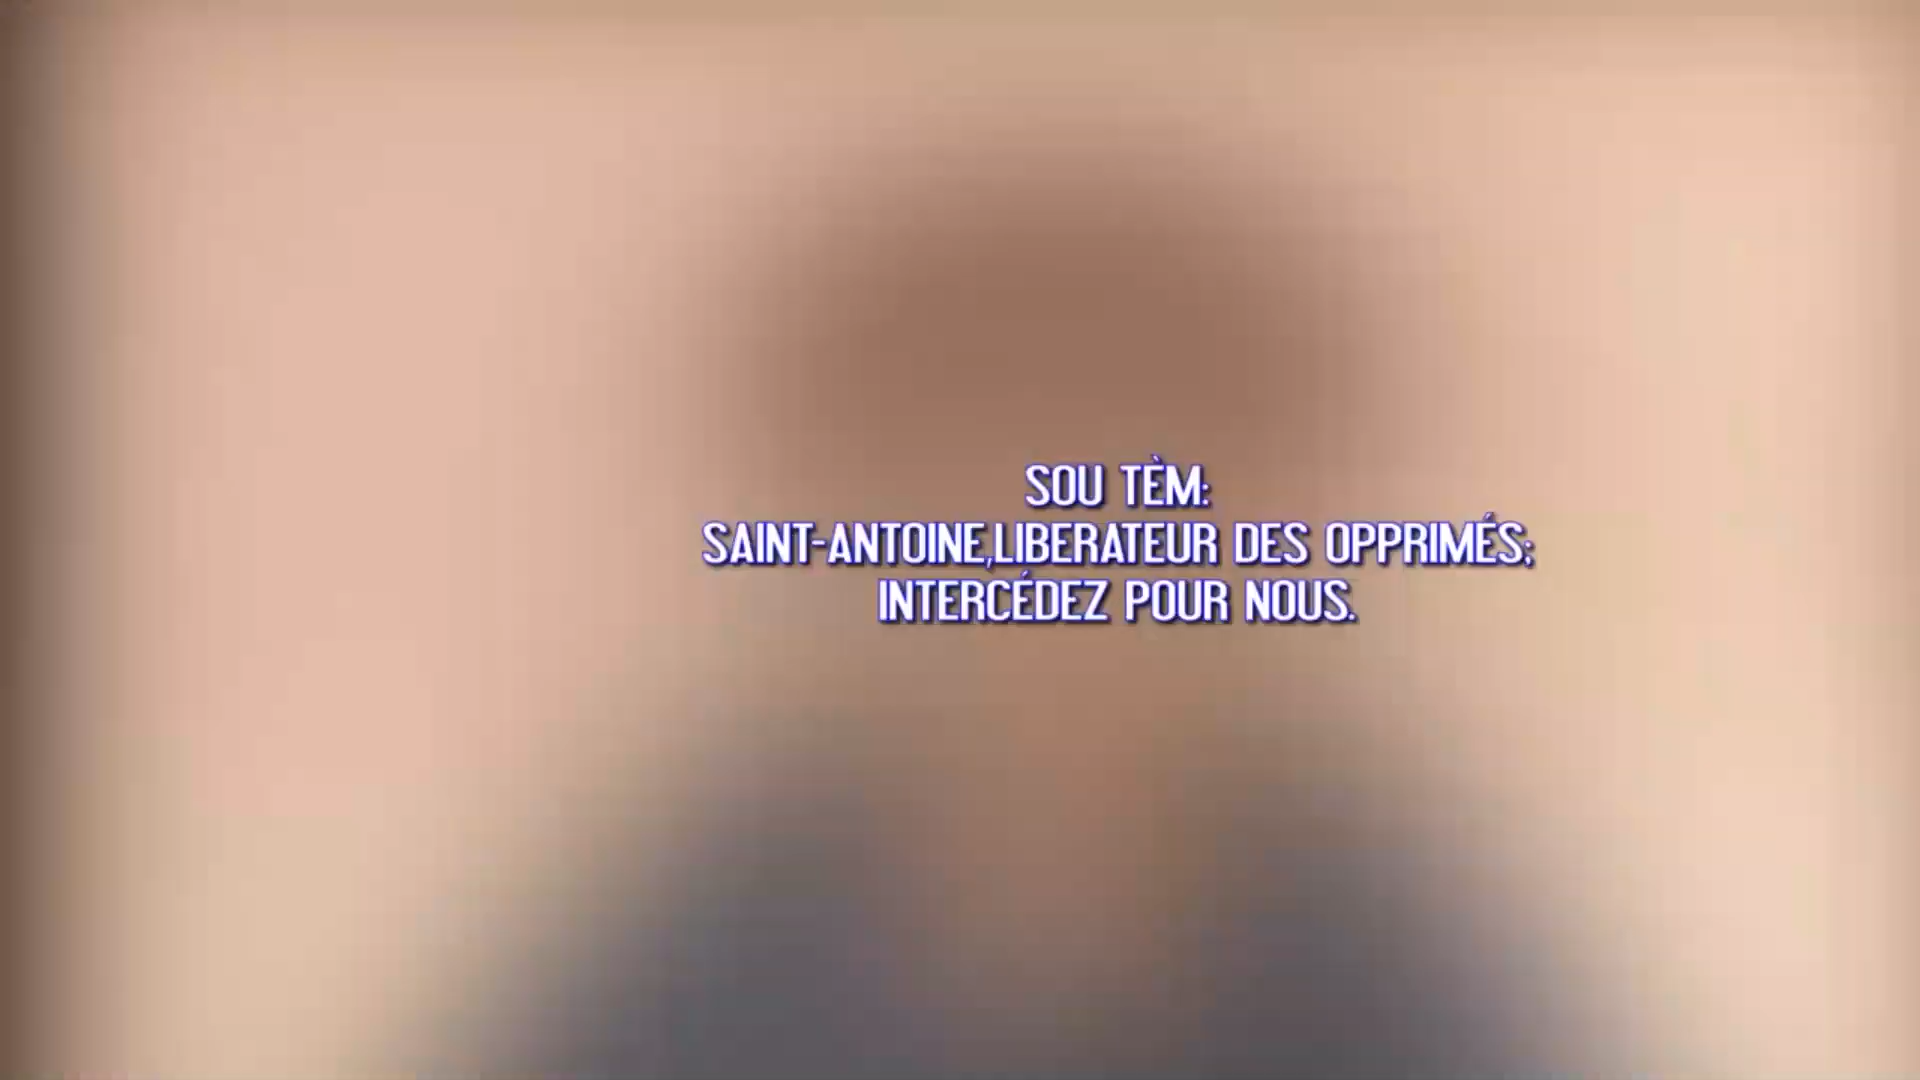 SOU TÈM:
SAINT-ANTOINE,LIBERATEUR DES OPPRIMÉS;
INTERCÉDEZ POUR NOUS.